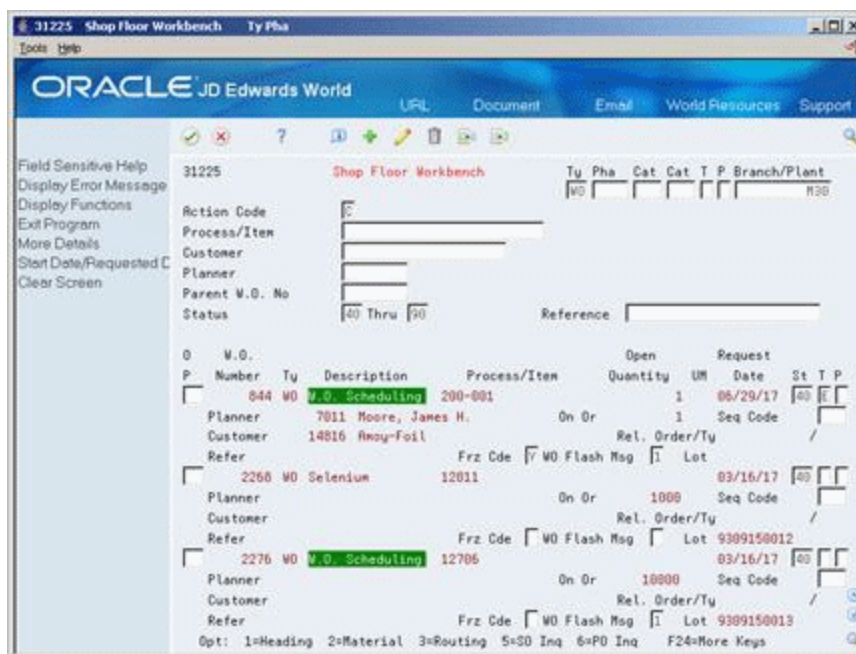 31225 Shop Floor Workbench Ty Pha
Tools Help
ORACLE JD Edwards World
URL Document Email World Resources Support
Field Sensitive Help
Display Error Message
Display Functions
Exit Program
More Details
Start Date/Requested D
Clear Screen
31225 Shop Floor Workbench Ty Pha Cat Cat T P Branch/Plant
WO M30
Action Code C
Process/Item
Customer
Planner
Parent W.O. No
Status 40 Thru 90 Reference
O W.O. Open Request
P Number Ty Description Process/Item Quantity UM Date St T P
844 WO W.O. Scheduling 200-001 1 06/29/17 40 E
Planner 7011 Moore, James H. On Or 1 Seq Code
Customer 14816 Amoy-Foil Rel. Order/Ty /
Refer Frz Cde Y WO Flash Msg 1 Lot
2268 WO Selenium 12011 03/16/17 40
Planner On Or 1000 Seq Code
Customer Rel. Order/Ty /
Refer Frz Cde WO Flash Msg Lot 9309150012
2276 WO W.O. Scheduling 12706 03/16/17 40
Planner On Or 10000 Seq Code
Customer Rel. Order/Ty /
Refer Frz Cde WO Flash Msg 1 Lot 9309150013
Opt: 1=Heading 2=Material 3=Routing 5=SO Inq 6=PO Inq F24=More Keys